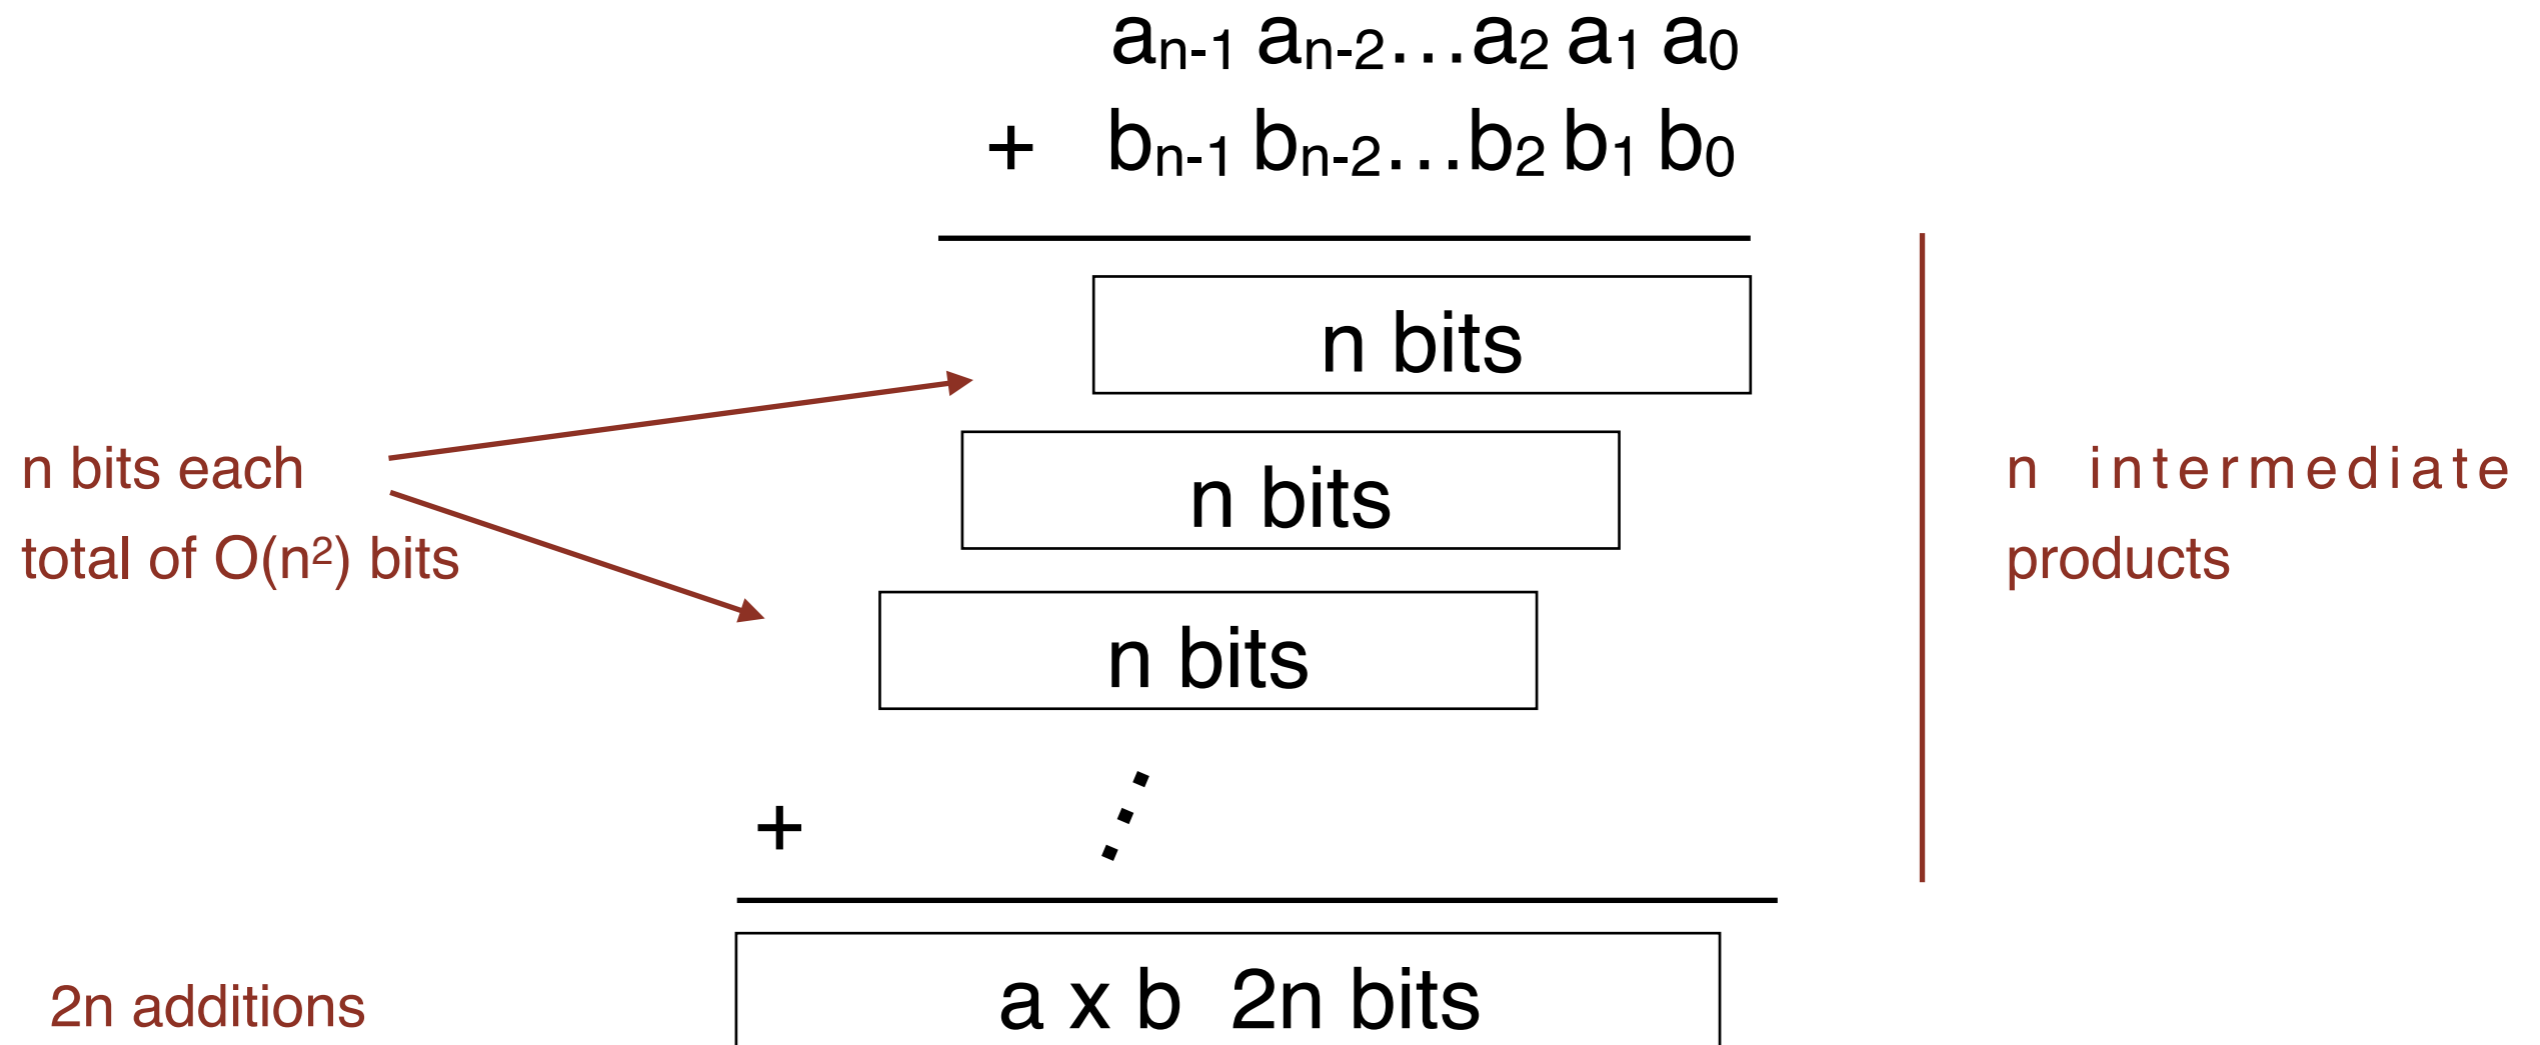 aₙ₋₁ aₙ₋₂…a₂ a₁ a₀
+ bₙ₋₁ bₙ₋₂…b₂ b₁ b₀
n bits
n bits each
total of O(n²) bits
n bits
n intermediate
products
n bits
+
2n additions
a x b 2n bits